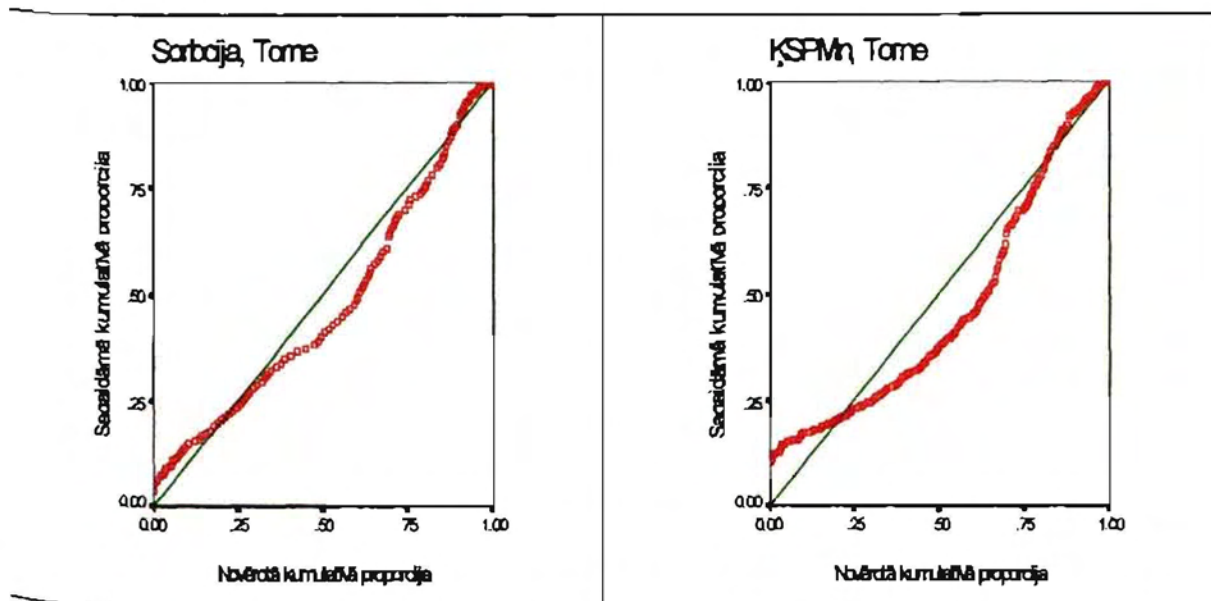 Sorbcija, Tome
1.00
.75
.50
.25
0.00
0.00 .25 .50 .75 1.00
Sagaidāmā kumulatīvā proporcija
Novērotā kumulatīvā proporcija
ĶSPMn, Tome
1.00
.75
.50
.25
0.00
0.00 .25 .50 .75 1.00
Sagaidāmā kumulatīvā proporcija
Novērotā kumulatīvā proporcija